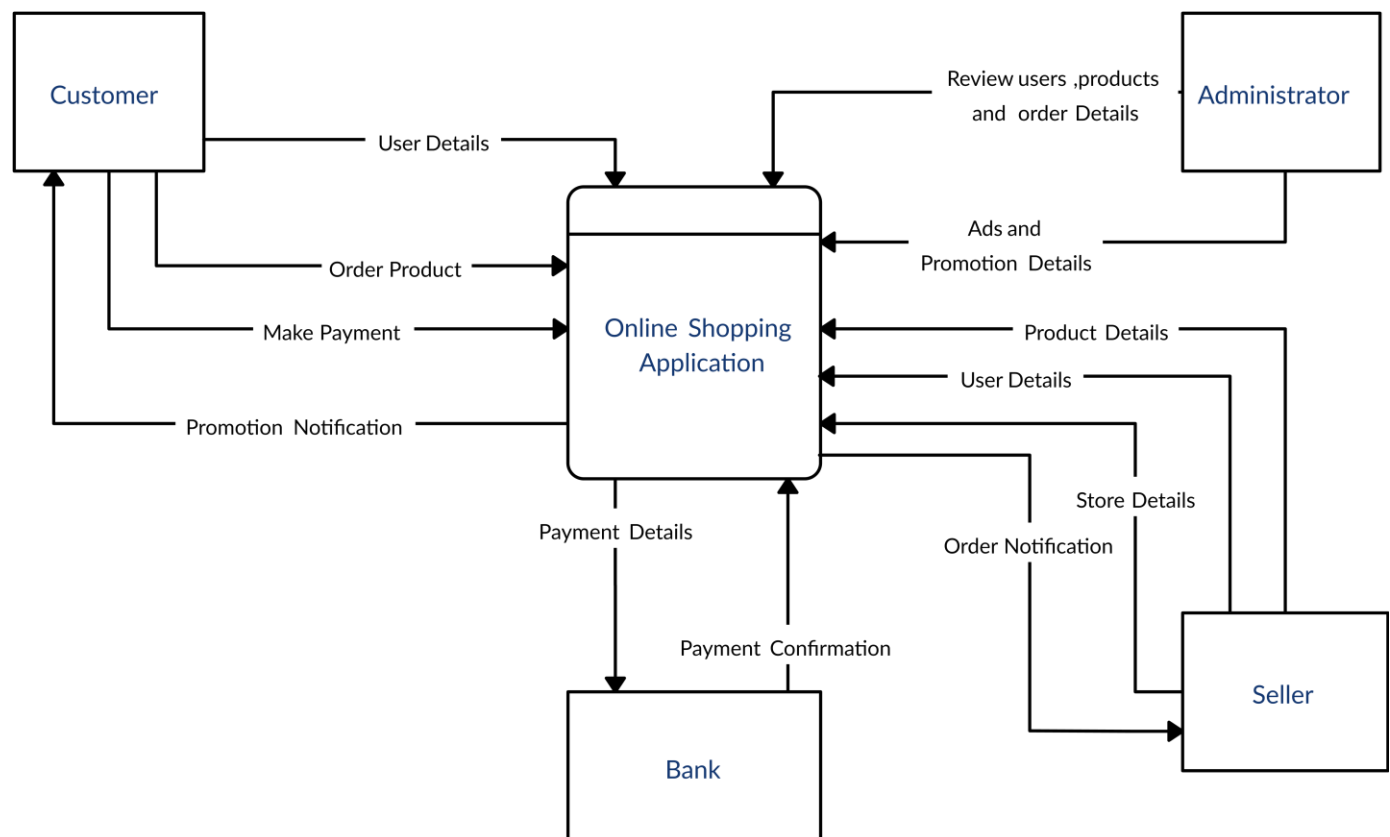 Customer
Review users ,products
and order Details
Administrator
User Details
Ads and
Promotion Details
Order Product
Make Payment
Online Shopping
Application
Product Details
User Details
Promotion Notification
Store Details
Payment Details
Order Notification
Payment Confirmation
Seller
Bank